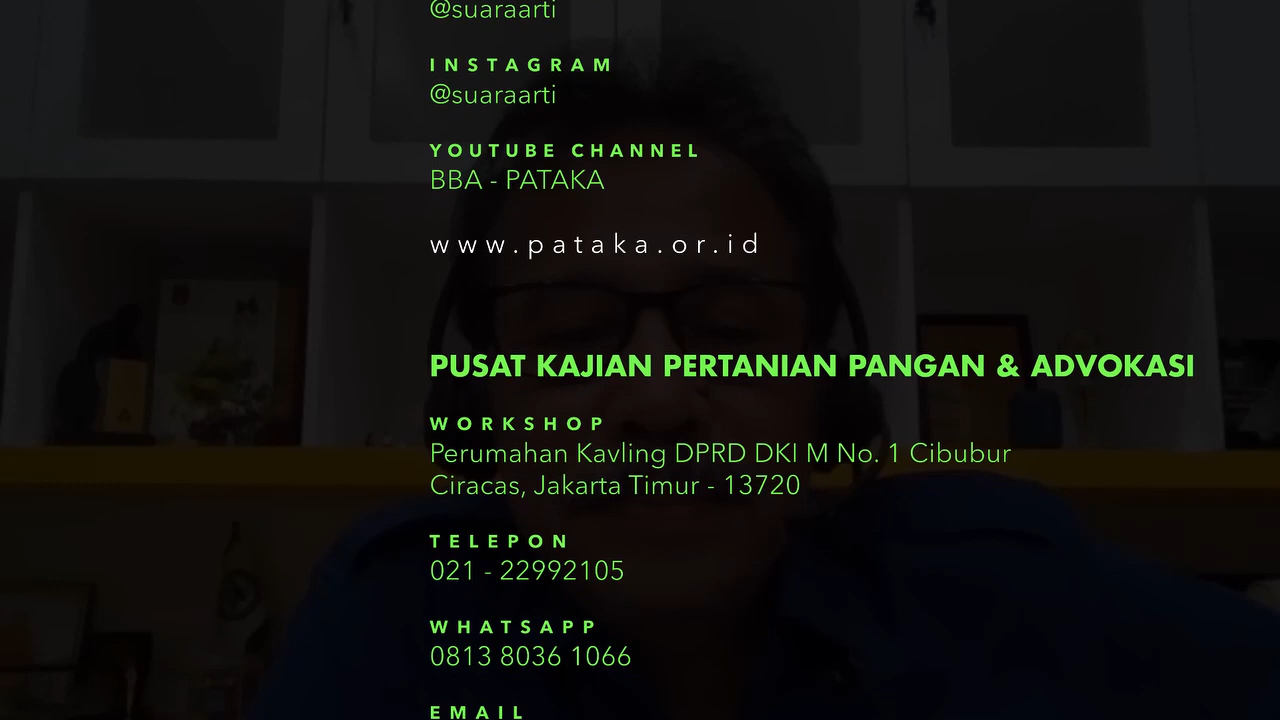 @suaraarti
INSTAGRAM
@suaraarti
YOUTUBE CHANNEL
BBA - PATAKA
www.pataka.or.id
PUSAT KAJIAN PERTANIAN PANGAN & ADVOKASI
WORKSHOP
Perumahan Kavling DPRD DKI M No. 1 Cibubur
Ciracas, Jakarta Timur - 13720
TELEPON
021 - 22992105
WHATSAPP
0813 8036 1066
EMAIL